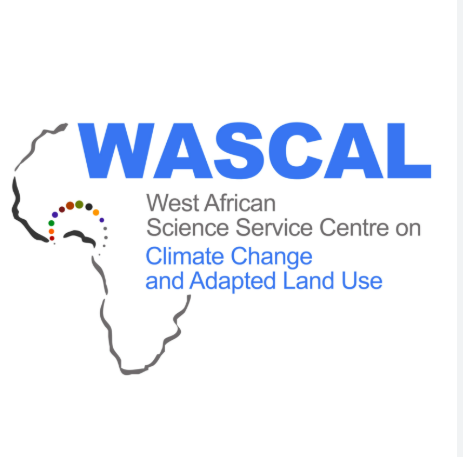 WASCAL
West African
Science Service Centre on
Climate Change
and Adapted Land Use